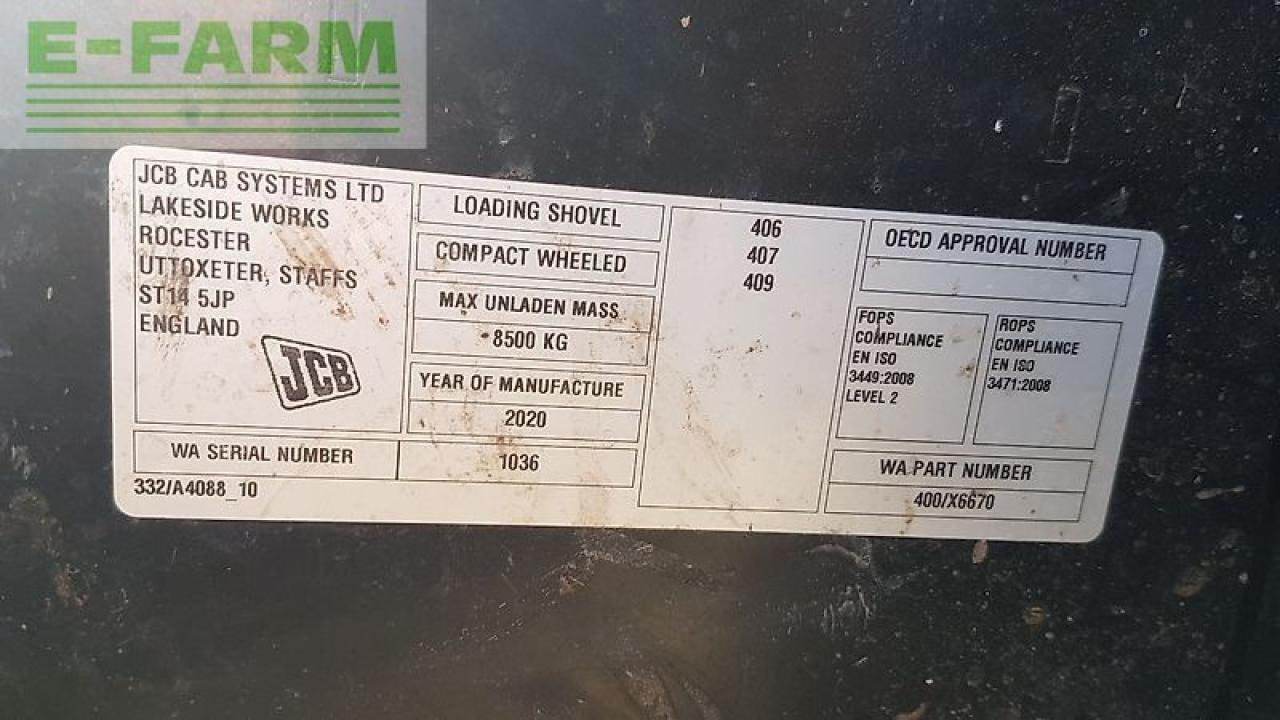 E-FARM
JCB CAB SYSTEMS LTD
LAKESIDE WORKS
ROCESTER
UTTOXETER, STAFFS
ST14 5JP
ENGLAND
JCB
WA SERIAL NUMBER
1036
332/A4088_10
LOADING SHOVEL
COMPACT WHEELED
MAX UNLADEN MASS
8500 KG
YEAR OF MANUFACTURE
2020
406
407
409
OECD APPROVAL NUMBER
FOPS
COMPLIANCE
EN ISO
3449:2008
LEVEL 2
ROPS
COMPLIANCE
EN ISO
3471:2008
WA PART NUMBER
400/X6670